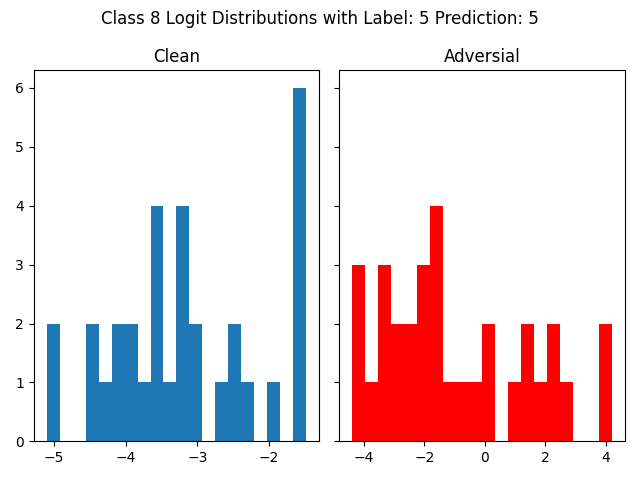 Class 8 Logit Distributions with Label: 5 Prediction: 5
Clean
Adversial
6
5
4
3
2
1
0
−5 −4 −3 −2
−4 −2 0 2 4